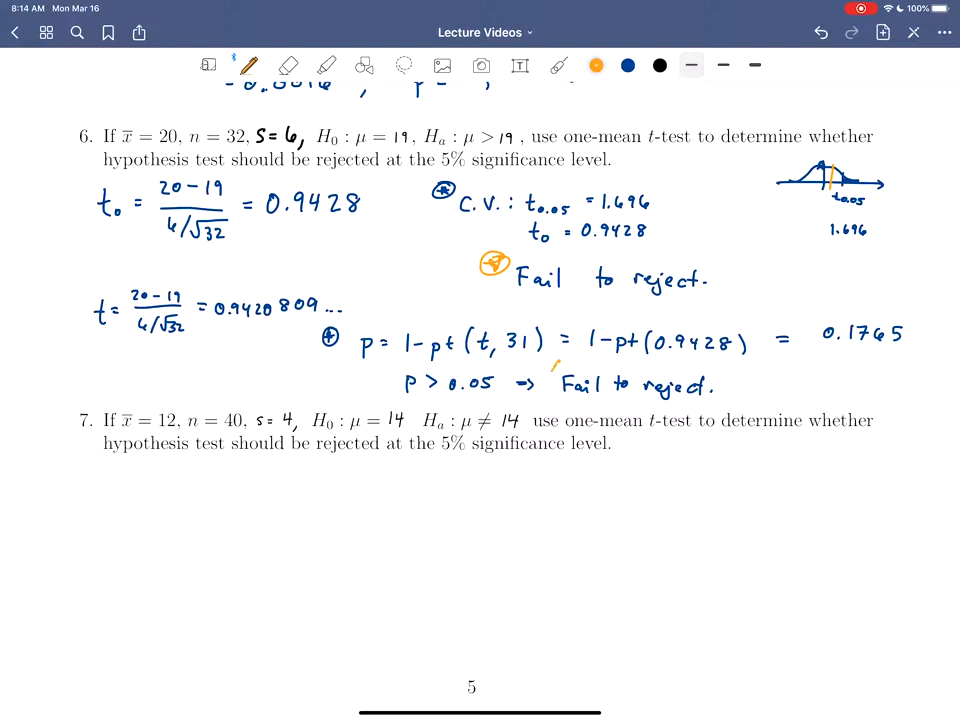 8:14 AM Mon Mar 16
100%
Lecture Videos
6. If x̄ = 20, n = 32, S = 6, H₀ : μ = 19, Hₐ : μ > 19, use one-mean t-test to determine whether
hypothesis test should be rejected at the 5% significance level.
t₀ = (20 - 19)/(6/√32) = 0.9428
* C.V.: t₀.₀₅ = 1.696
t₀ = 0.9428
t₀.₀₅
1.696
Fail to reject.
t = (20 - 19)/(6/√32) = 0.9420809...
* p = 1 - pt(t, 31) = 1 - pt(0.9428) = 0.1765
p > 0.05 ⇒ Fail to reject.
7. If x̄ = 12, n = 40, s = 4, H₀ : μ = 14 Hₐ : μ ≠ 14 use one-mean t-test to determine whether
hypothesis test should be rejected at the 5% significance level.
5